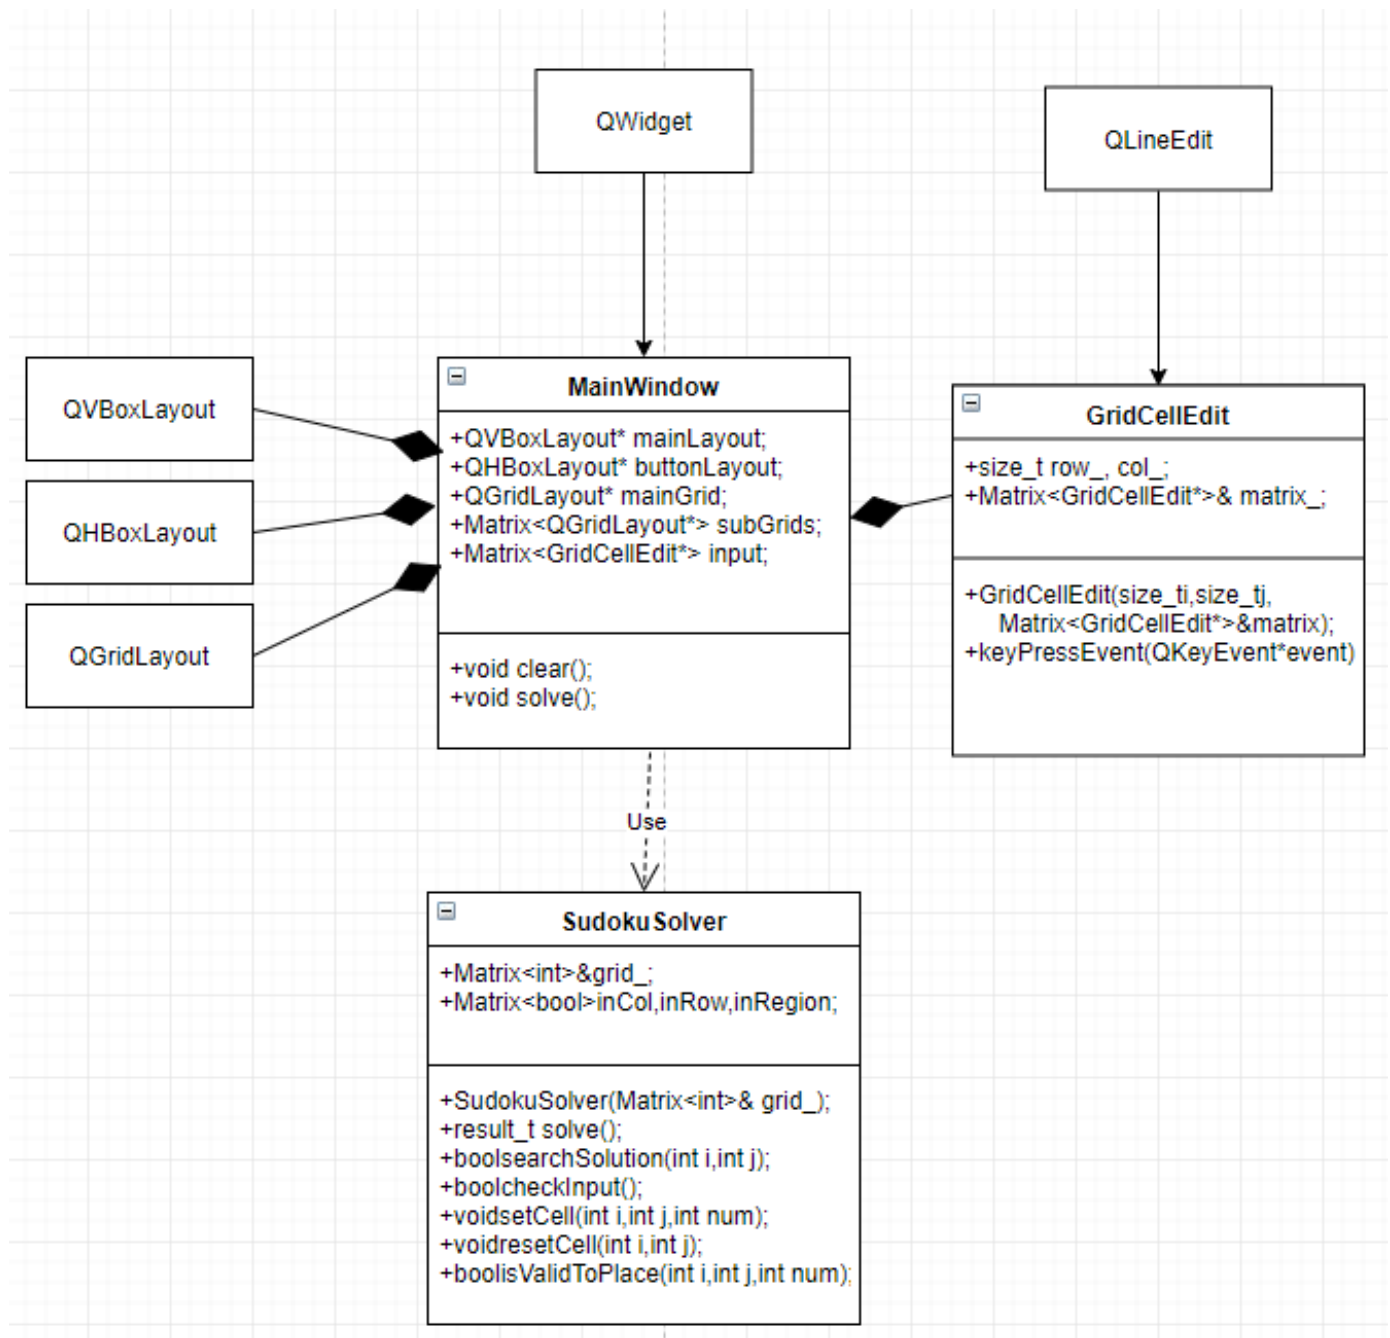 QWidget
QLineEdit
QVBoxLayout
QHBoxLayout
QGridLayout
MainWindow
+QVBoxLayout* mainLayout;
+QHBoxLayout* buttonLayout;
+QGridLayout* mainGrid;
+Matrix<QGridLayout*> subGrids;
+Matrix<GridCellEdit*> input;
+void clear();
+void solve();
GridCellEdit
+size_t row_, col_;
+Matrix<GridCellEdit*>& matrix_;
+GridCellEdit(size_ti,size_tj,
Matrix<GridCellEdit*>&matrix);
+keyPressEvent(QKeyEvent*event)
Use
SudokuSolver
+Matrix<int>&grid_;
+Matrix<bool>inCol,inRow,inRegion;
+SudokuSolver(Matrix<int>& grid_);
+result_t solve();
+boolsearchSolution(int i,int j);
+boolcheckInput();
+voidsetCell(int i,int j,int num);
+voidresetCell(int i,int j);
+boolisValidToPlace(int i,int j,int num);